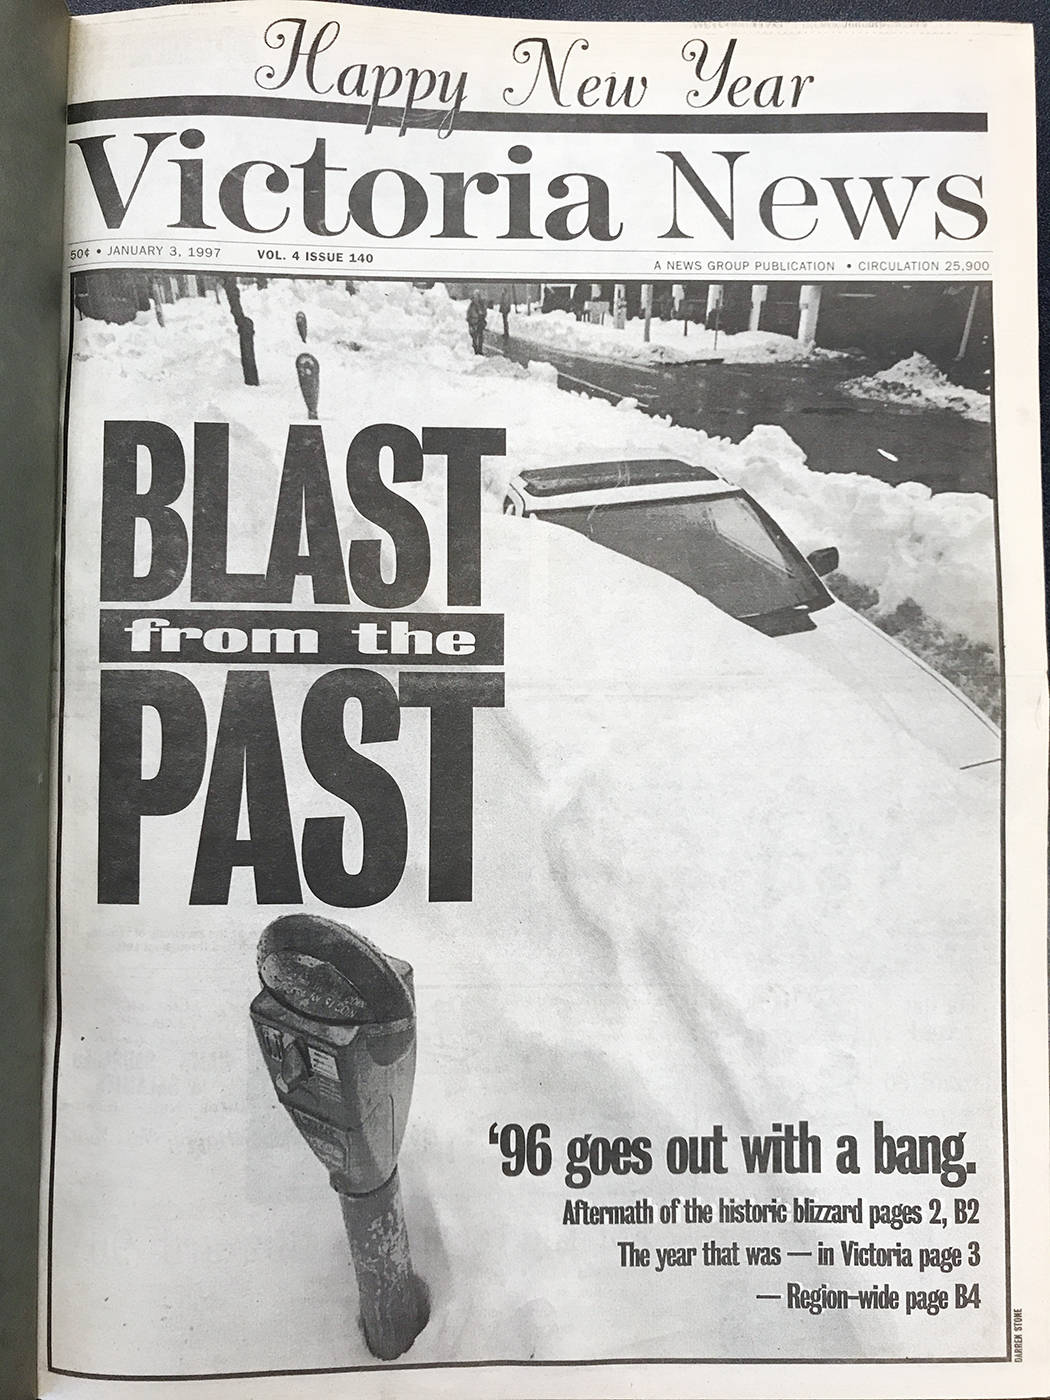 Happy New Year
Victoria News
50¢ • JANUARY 3, 1997 VOL. 4 ISSUE 140
A NEWS GROUP PUBLICATION • CIRCULATION 25,900
BLAST
from the
PAST
‘96 goes out with a bang.
Aftermath of the historic blizzard pages 2, B2
The year that was — in Victoria page 3
— Region-wide page B4
DARREN STONE